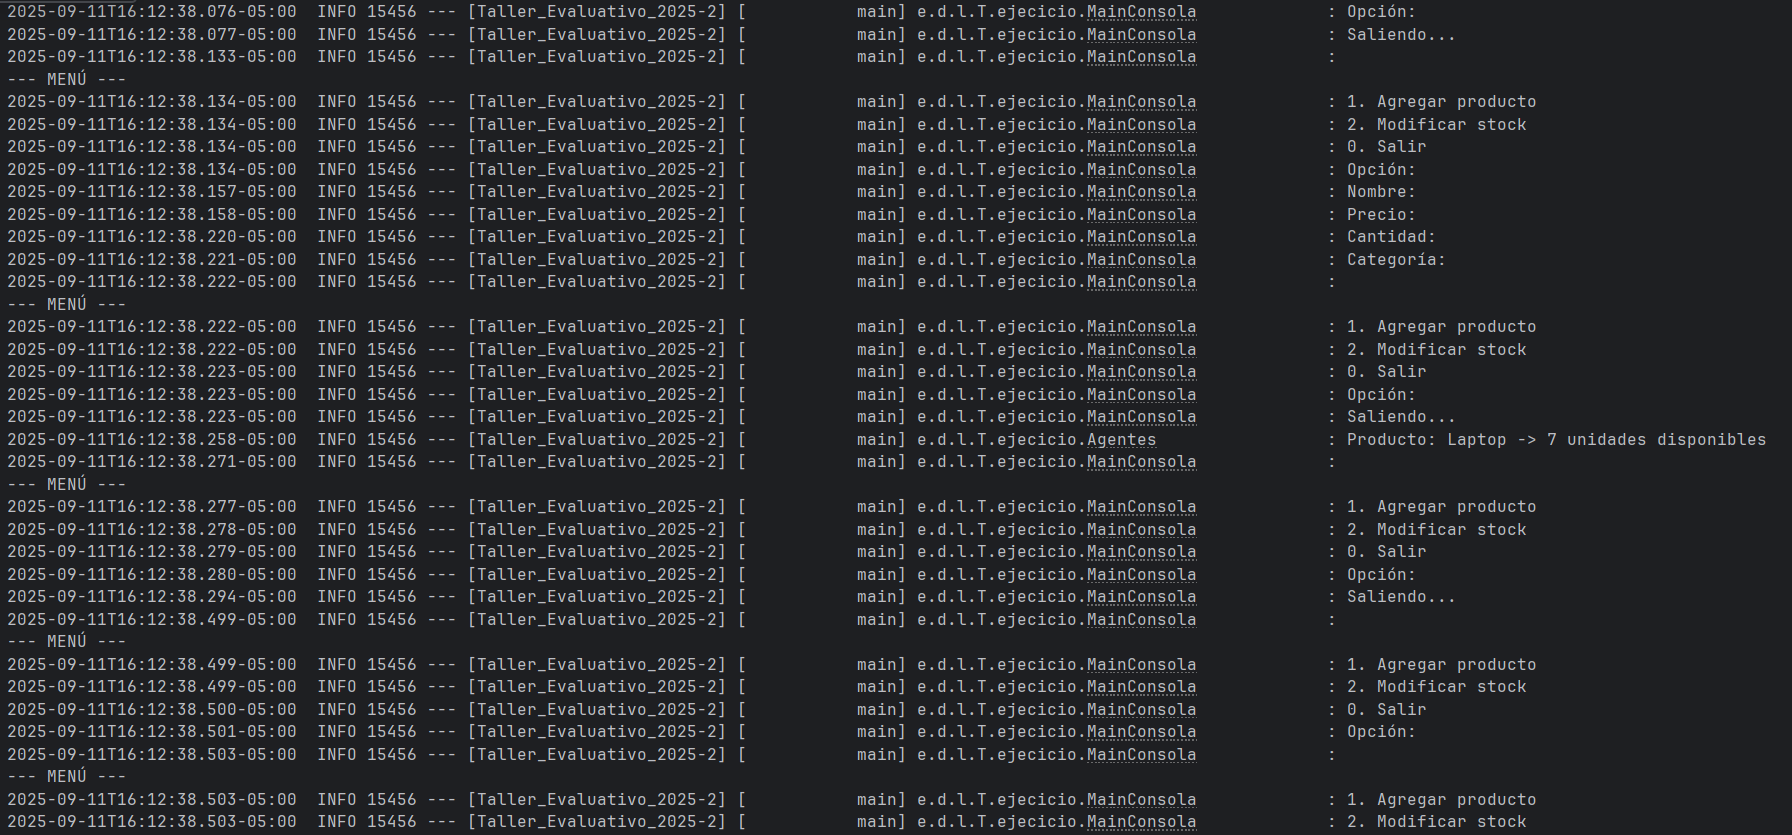 2025-09-11T16:12:38.076-05:00  INFO 15456 --- [Taller_Evaluativo_2025-2] [           main] e.d.l.T.ejecicio.MainConsola             : Opción:
2025-09-11T16:12:38.077-05:00  INFO 15456 --- [Taller_Evaluativo_2025-2] [           main] e.d.l.T.ejecicio.MainConsola             : Saliendo...
2025-09-11T16:12:38.133-05:00  INFO 15456 --- [Taller_Evaluativo_2025-2] [           main] e.d.l.T.ejecicio.MainConsola             :
--- MENÚ ---
2025-09-11T16:12:38.134-05:00  INFO 15456 --- [Taller_Evaluativo_2025-2] [           main] e.d.l.T.ejecicio.MainConsola             : 1. Agregar producto
2025-09-11T16:12:38.134-05:00  INFO 15456 --- [Taller_Evaluativo_2025-2] [           main] e.d.l.T.ejecicio.MainConsola             : 2. Modificar stock
2025-09-11T16:12:38.134-05:00  INFO 15456 --- [Taller_Evaluativo_2025-2] [           main] e.d.l.T.ejecicio.MainConsola             : 0. Salir
2025-09-11T16:12:38.134-05:00  INFO 15456 --- [Taller_Evaluativo_2025-2] [           main] e.d.l.T.ejecicio.MainConsola             : Opción:
2025-09-11T16:12:38.157-05:00  INFO 15456 --- [Taller_Evaluativo_2025-2] [           main] e.d.l.T.ejecicio.MainConsola             : Nombre:
2025-09-11T16:12:38.158-05:00  INFO 15456 --- [Taller_Evaluativo_2025-2] [           main] e.d.l.T.ejecicio.MainConsola             : Precio:
2025-09-11T16:12:38.220-05:00  INFO 15456 --- [Taller_Evaluativo_2025-2] [           main] e.d.l.T.ejecicio.MainConsola             : Cantidad:
2025-09-11T16:12:38.221-05:00  INFO 15456 --- [Taller_Evaluativo_2025-2] [           main] e.d.l.T.ejecicio.MainConsola             : Categoría:
2025-09-11T16:12:38.222-05:00  INFO 15456 --- [Taller_Evaluativo_2025-2] [           main] e.d.l.T.ejecicio.MainConsola             :
--- MENÚ ---
2025-09-11T16:12:38.222-05:00  INFO 15456 --- [Taller_Evaluativo_2025-2] [           main] e.d.l.T.ejecicio.MainConsola             : 1. Agregar producto
2025-09-11T16:12:38.222-05:00  INFO 15456 --- [Taller_Evaluativo_2025-2] [           main] e.d.l.T.ejecicio.MainConsola             : 2. Modificar stock
2025-09-11T16:12:38.223-05:00  INFO 15456 --- [Taller_Evaluativo_2025-2] [           main] e.d.l.T.ejecicio.MainConsola             : 0. Salir
2025-09-11T16:12:38.223-05:00  INFO 15456 --- [Taller_Evaluativo_2025-2] [           main] e.d.l.T.ejecicio.MainConsola             : Opción:
2025-09-11T16:12:38.223-05:00  INFO 15456 --- [Taller_Evaluativo_2025-2] [           main] e.d.l.T.ejecicio.MainConsola             : Saliendo...
2025-09-11T16:12:38.258-05:00  INFO 15456 --- [Taller_Evaluativo_2025-2] [           main] e.d.l.T.ejecicio.Agentes                 : Producto: Laptop -> 7 unidades disponibles
2025-09-11T16:12:38.271-05:00  INFO 15456 --- [Taller_Evaluativo_2025-2] [           main] e.d.l.T.ejecicio.MainConsola             :
--- MENÚ ---
2025-09-11T16:12:38.277-05:00  INFO 15456 --- [Taller_Evaluativo_2025-2] [           main] e.d.l.T.ejecicio.MainConsola             : 1. Agregar producto
2025-09-11T16:12:38.278-05:00  INFO 15456 --- [Taller_Evaluativo_2025-2] [           main] e.d.l.T.ejecicio.MainConsola             : 2. Modificar stock
2025-09-11T16:12:38.279-05:00  INFO 15456 --- [Taller_Evaluativo_2025-2] [           main] e.d.l.T.ejecicio.MainConsola             : 0. Salir
2025-09-11T16:12:38.280-05:00  INFO 15456 --- [Taller_Evaluativo_2025-2] [           main] e.d.l.T.ejecicio.MainConsola             : Opción:
2025-09-11T16:12:38.294-05:00  INFO 15456 --- [Taller_Evaluativo_2025-2] [           main] e.d.l.T.ejecicio.MainConsola             : Saliendo...
2025-09-11T16:12:38.499-05:00  INFO 15456 --- [Taller_Evaluativo_2025-2] [           main] e.d.l.T.ejecicio.MainConsola             :
--- MENÚ ---
2025-09-11T16:12:38.499-05:00  INFO 15456 --- [Taller_Evaluativo_2025-2] [           main] e.d.l.T.ejecicio.MainConsola             : 1. Agregar producto
2025-09-11T16:12:38.499-05:00  INFO 15456 --- [Taller_Evaluativo_2025-2] [           main] e.d.l.T.ejecicio.MainConsola             : 2. Modificar stock
2025-09-11T16:12:38.500-05:00  INFO 15456 --- [Taller_Evaluativo_2025-2] [           main] e.d.l.T.ejecicio.MainConsola             : 0. Salir
2025-09-11T16:12:38.501-05:00  INFO 15456 --- [Taller_Evaluativo_2025-2] [           main] e.d.l.T.ejecicio.MainConsola             : Opción:
2025-09-11T16:12:38.503-05:00  INFO 15456 --- [Taller_Evaluativo_2025-2] [           main] e.d.l.T.ejecicio.MainConsola             :
--- MENÚ ---
2025-09-11T16:12:38.503-05:00  INFO 15456 --- [Taller_Evaluativo_2025-2] [           main] e.d.l.T.ejecicio.MainConsola             : 1. Agregar producto
2025-09-11T16:12:38.503-05:00  INFO 15456 --- [Taller_Evaluativo_2025-2] [           main] e.d.l.T.ejecicio.MainConsola             : 2. Modificar stock